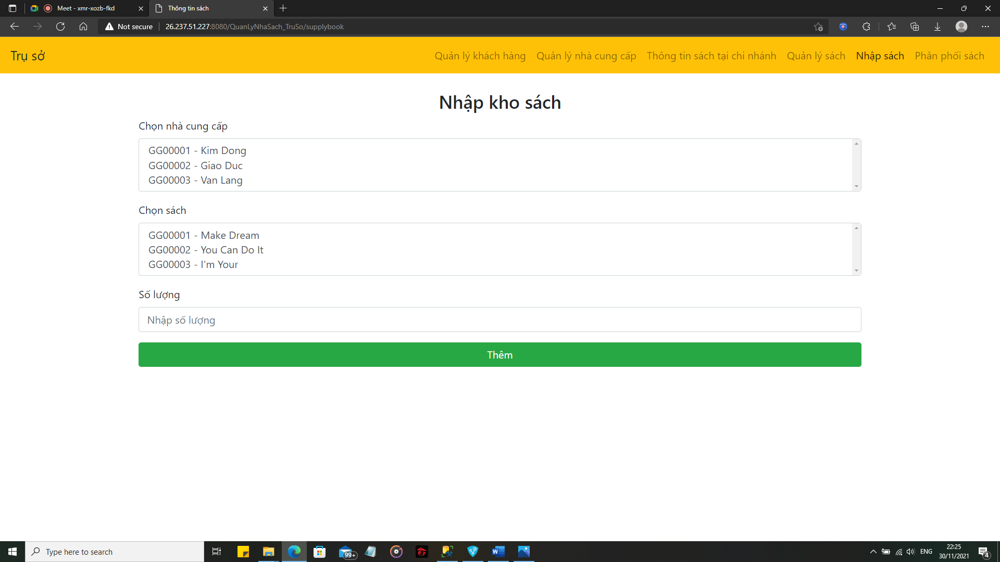 Meet - xmr-xozb-fkd
Thông tin sách
Not secure
26.237.51.227:8080/QuanLyNhaSach_TruSo/supplybook
Trụ sở
Quản lý khách hàng
Quản lý nhà cung cấp
Thông tin sách tại chi nhánh
Quản lý sách
Nhập sách
Phân phối sách
Nhập kho sách
Chọn nhà cung cấp
GG00001 - Kim Dong
GG00002 - Giao Duc
GG00003 - Van Lang
Chọn sách
GG00001 - Make Dream
GG00002 - You Can Do It
GG00003 - I'm Your
Số lượng
Nhập số lượng
Thêm
Type here to search
99+
W
ENG
22:25
30/11/2021
4